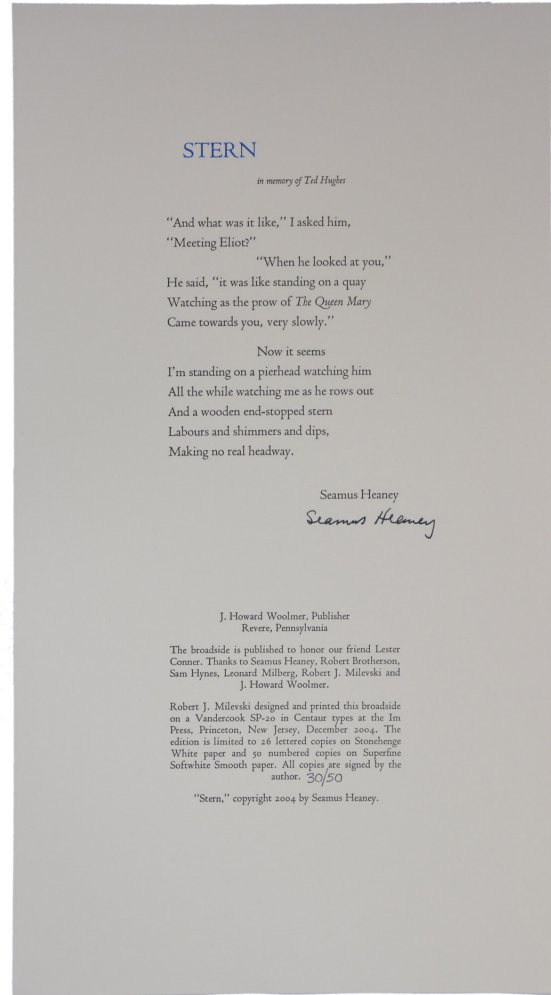 STERN
in memory of Ted Hughes
“And what was it like,” I asked him,
“Meeting Eliot?”
“When he looked at you,”
He said, “it was like standing on a quay
Watching as the prow of The Queen Mary
Came towards you, very slowly.”
Now it seems
I’m standing on a pierhead watching him
All the while watching me as he rows out
And a wooden end-stopped stern
Labours and shimmers and dips,
Making no real headway.
Seamus Heaney
Seamus Heaney
J. Howard Woolmer, Publisher
Revere, Pennsylvania
The broadside is published to honor our friend Lester
Conner. Thanks to Seamus Heaney, Robert Brotherson,
Sam Hynes, Leonard Milberg, Robert J. Milevski and
J. Howard Woolmer.
Robert J. Milevski designed and printed this broadside
on a Vandercook SP-20 in Centaur types at the Im
Press, Princeton, New Jersey, December 2004. The
edition is limited to 26 lettered copies on Stonehenge
White paper and 50 numbered copies on Superfine
Softwhite Smooth paper. All copies are signed by the
author. 30/50
“Stern,” copyright 2004 by Seamus Heaney.